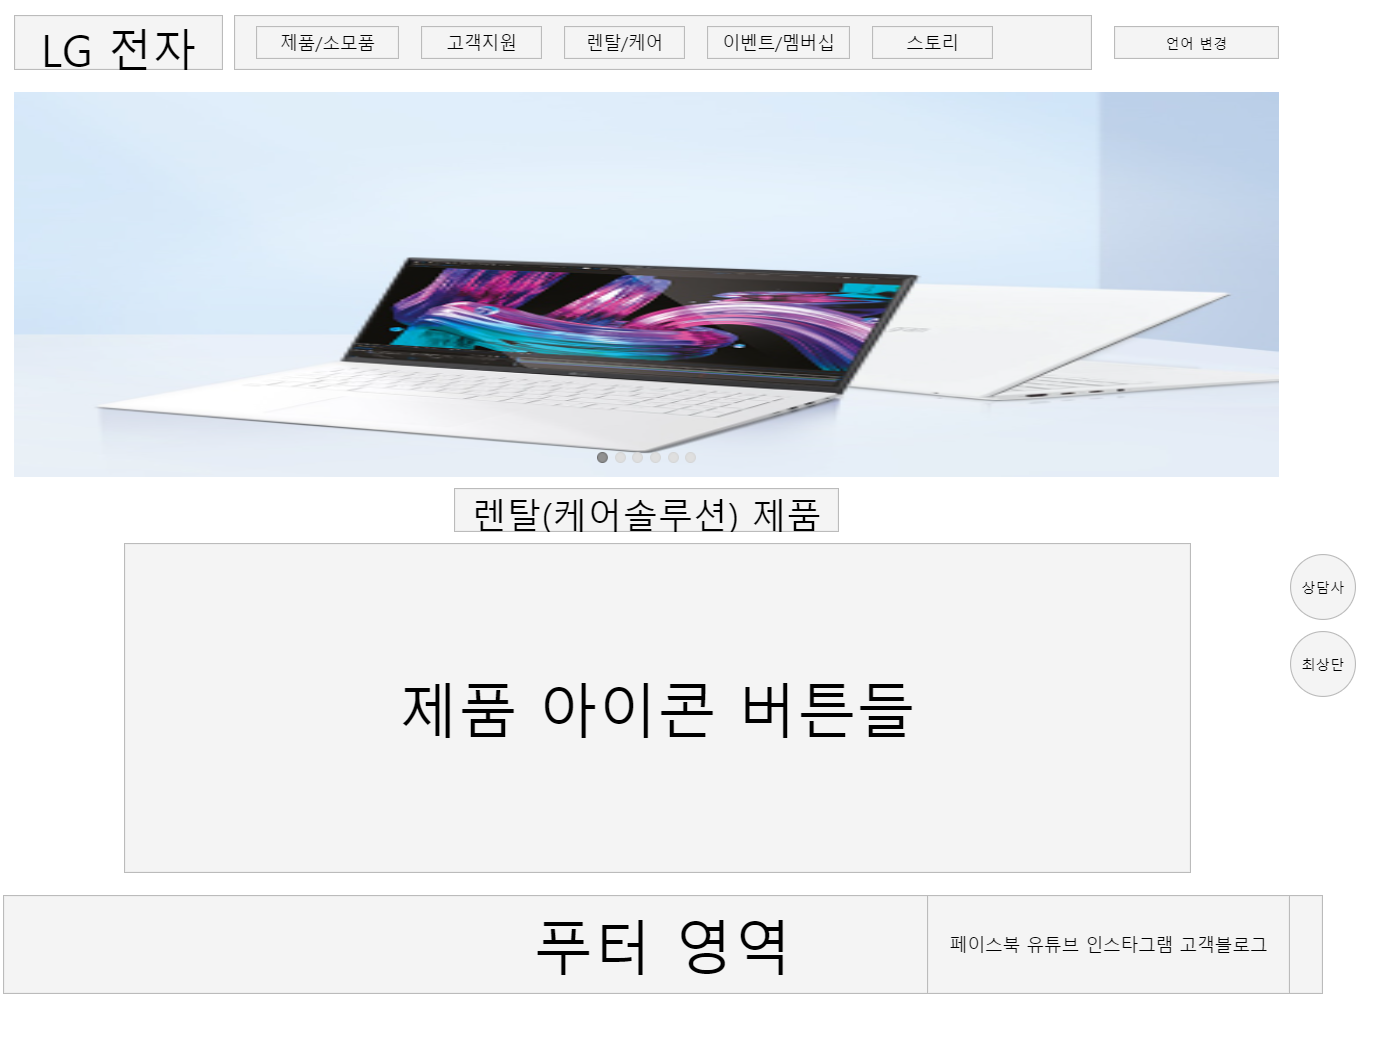 LG 전자
제품/소모품
고객지원
렌탈/케어
이벤트/멤버십
스토리
언어 변경
렌탈(케어솔루션) 제품
상담사
최상단
제품 아이콘 버튼들
푸터 영역
페이스북 유튜브 인스타그램 고객블로그